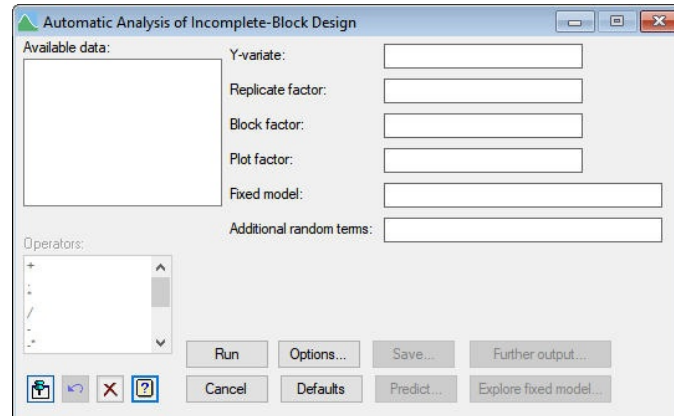 Automatic Analysis of Incomplete-Block Design
Available data:
Y-variate:
Replicate factor:
Block factor:
Plot factor:
Fixed model:
Additional random terms:
Operators:
+
.
/
-
-*
Run
Options...
Save...
Further output...
Cancel
Defaults
Predict...
Explore fixed model...